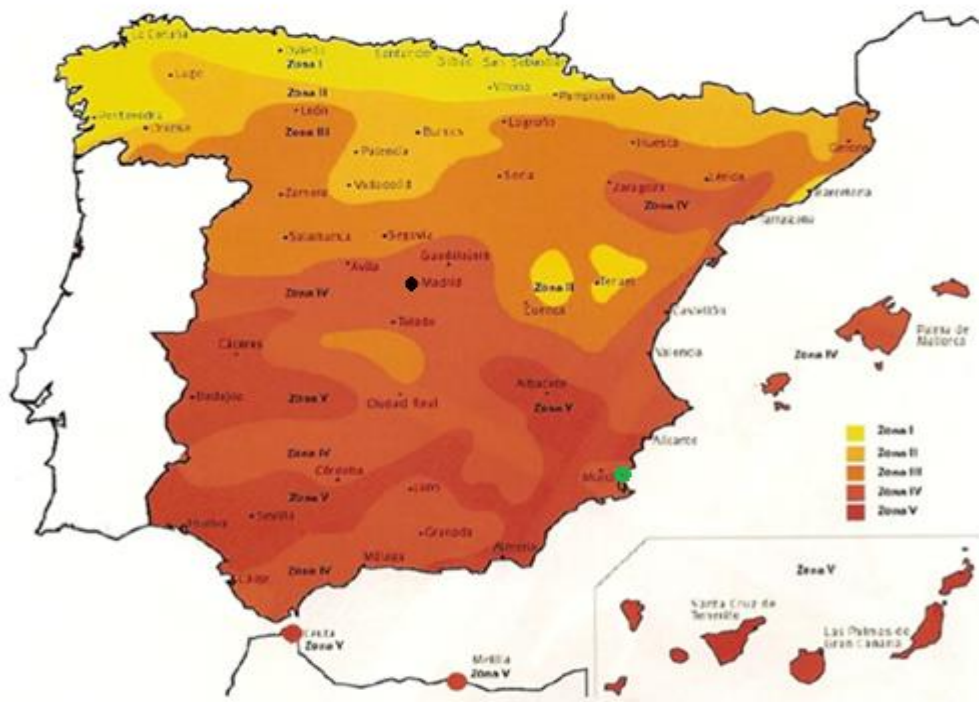 La Coruña
Oviedo
Santander
Bilbao
San Sebastián
Zona I
Lugo
Vitoria
Pamplona
Zona II
León
Pontevedra
Orense
Zona III
Burgos
Logroño
Huesca
Gerona
Palencia
Valladolid
Soria
Zaragoza
Lérida
Barcelona
Zamora
Zona IV
Tarragona
Salamanca
Segovia
Guadalajara
Ávila
Madrid
Zona II
Teruel
Zona IV
Cuenca
Castellón
Toledo
Palma de
Mallorca
Cáceres
Valencia
Zona IV
Albacete
Badajoz
Zona V
Ciudad Real
Zona V
Alicante
Zona I
Zona II
Zona III
Zona IV
Zona V
Zona IV
Córdoba
Jaén
Zona V
Sevilla
Huelva
Granada
Almería
Málaga
Zona IV
Zona V
Santa Cruz de
Tenerife
Las Palmas de
Gran Canaria
Ceuta
Zona V
Melilla
Zona V